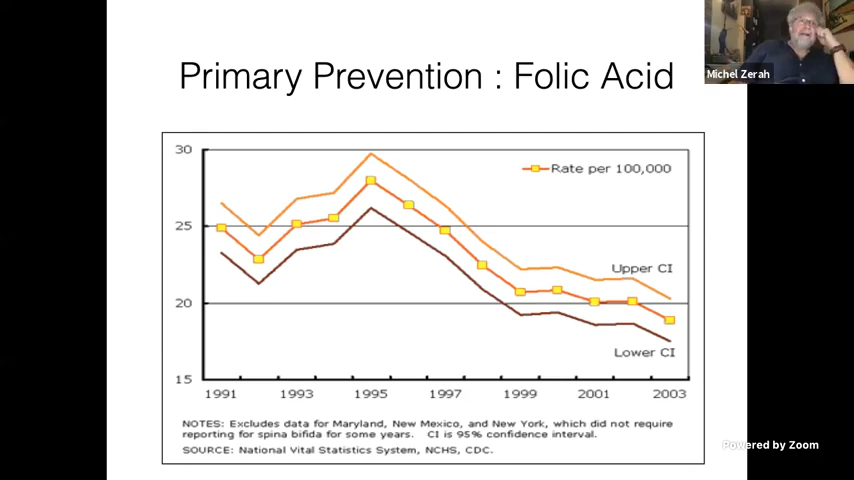 Michel Zerah
Primary Prevention : Folic Acid
30
Rate per 100,000
25
Upper CI
20
Lower CI
15
1991 1993 1995 1997 1999 2001 2003
NOTES: Excludes data for Maryland, New Mexico, and New York, which did not require
reporting for spina bifida for some years. CI is 95% confidence interval.
SOURCE: National Vital Statistics System, NCHS, CDC.
Powered by Zoom